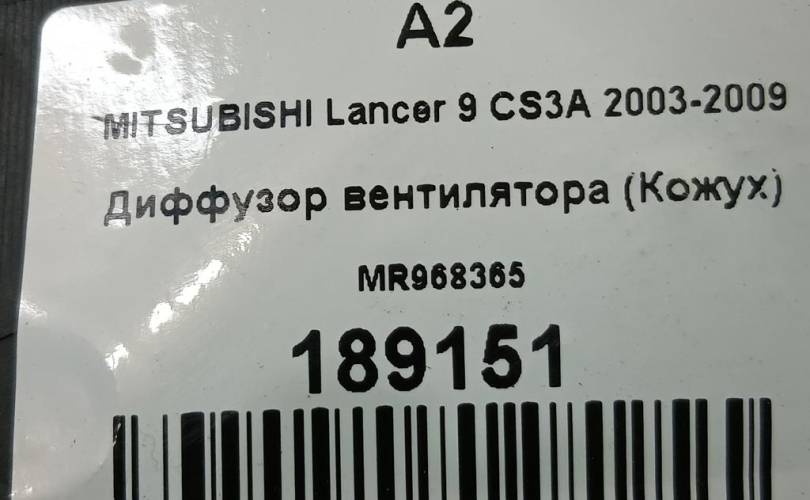 A2
MITSUBISHI Lancer 9 CS3A 2003-2009
Диффузор вентилятора (Кожух)
MR968365
189151